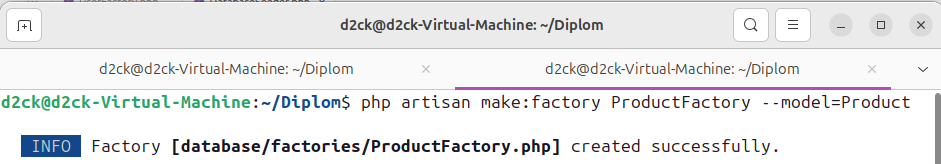 d2ck@d2ck-Virtual-Machine: ~/Diplom
d2ck@d2ck-Virtual-Machine: ~/Diplom × d2ck@d2ck-Virtual-Machine: ~/Diplom ×
d2ck@d2ck-Virtual-Machine:~/Diplom$ php artisan make:factory ProductFactory --model=Product
INFO Factory [database/factories/ProductFactory.php] created successfully.